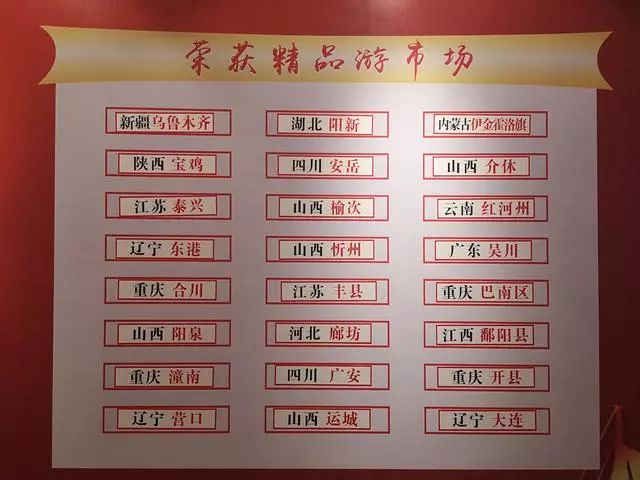 荣获精品游市场
新疆乌鲁木齐 湖北 阳新 内蒙古伊金霍洛旗
陕西 宝鸡 四川 安岳 山西 介休
江苏 泰兴 山西 榆次 云南 红河州
辽宁 东港 山西 忻州 广东 吴川
重庆 合川 江苏 丰县 重庆 巴南区
山西 阳泉 河北 廊坊 江西 鄱阳县
重庆 潼南 四川 广安 重庆 开县
辽宁 营口 山西 运城 辽宁 大连